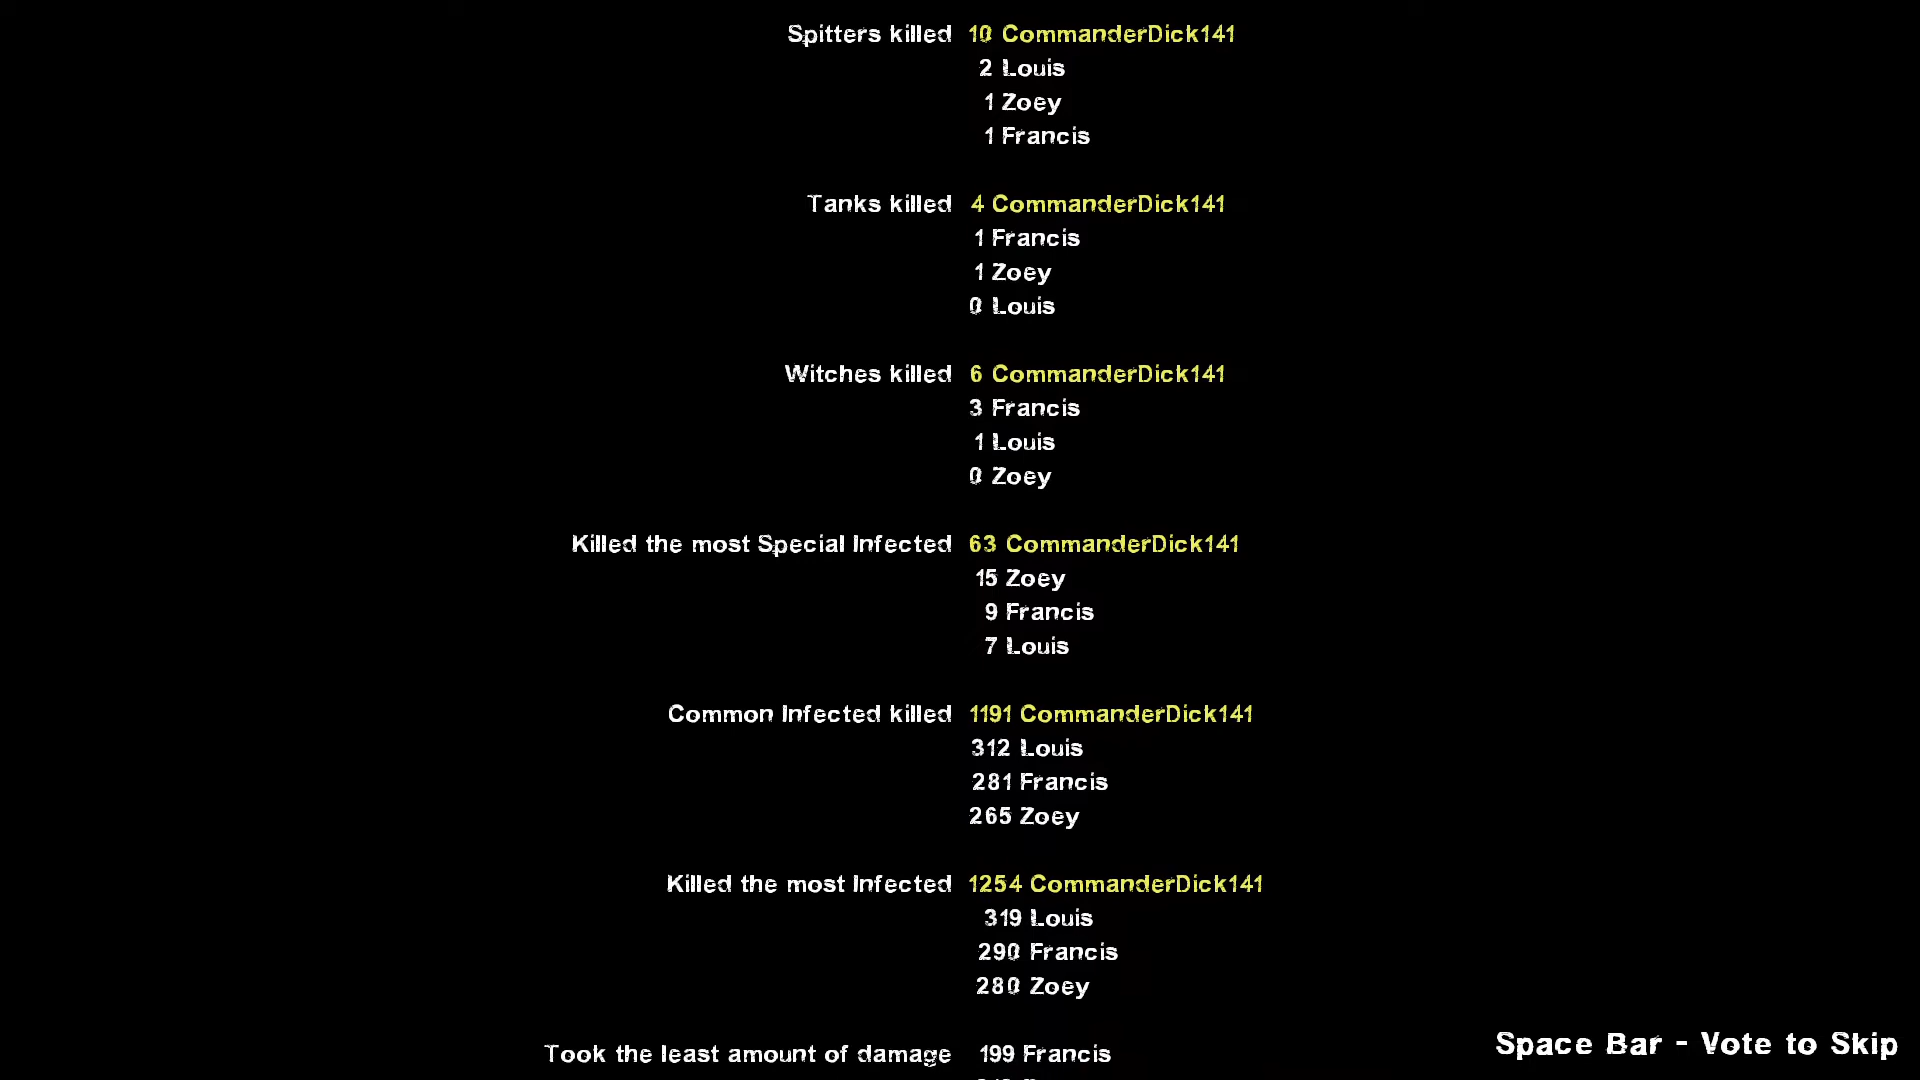 Spitters killed 10 CommanderDick141
2 Louis
1 Zoey
1 Francis
Tanks killed 4 CommanderDick141
1 Francis
1 Zoey
0 Louis
Witches killed 6 CommanderDick141
3 Francis
1 Louis
0 Zoey
Killed the most Special Infected 63 CommanderDick141
15 Zoey
9 Francis
7 Louis
Common Infected killed 1191 CommanderDick141
312 Louis
281 Francis
265 Zoey
Killed the most Infected 1254 CommanderDick141
319 Louis
290 Francis
280 Zoey
Took the least amount of damage 199 Francis
Space Bar - Vote to Skip